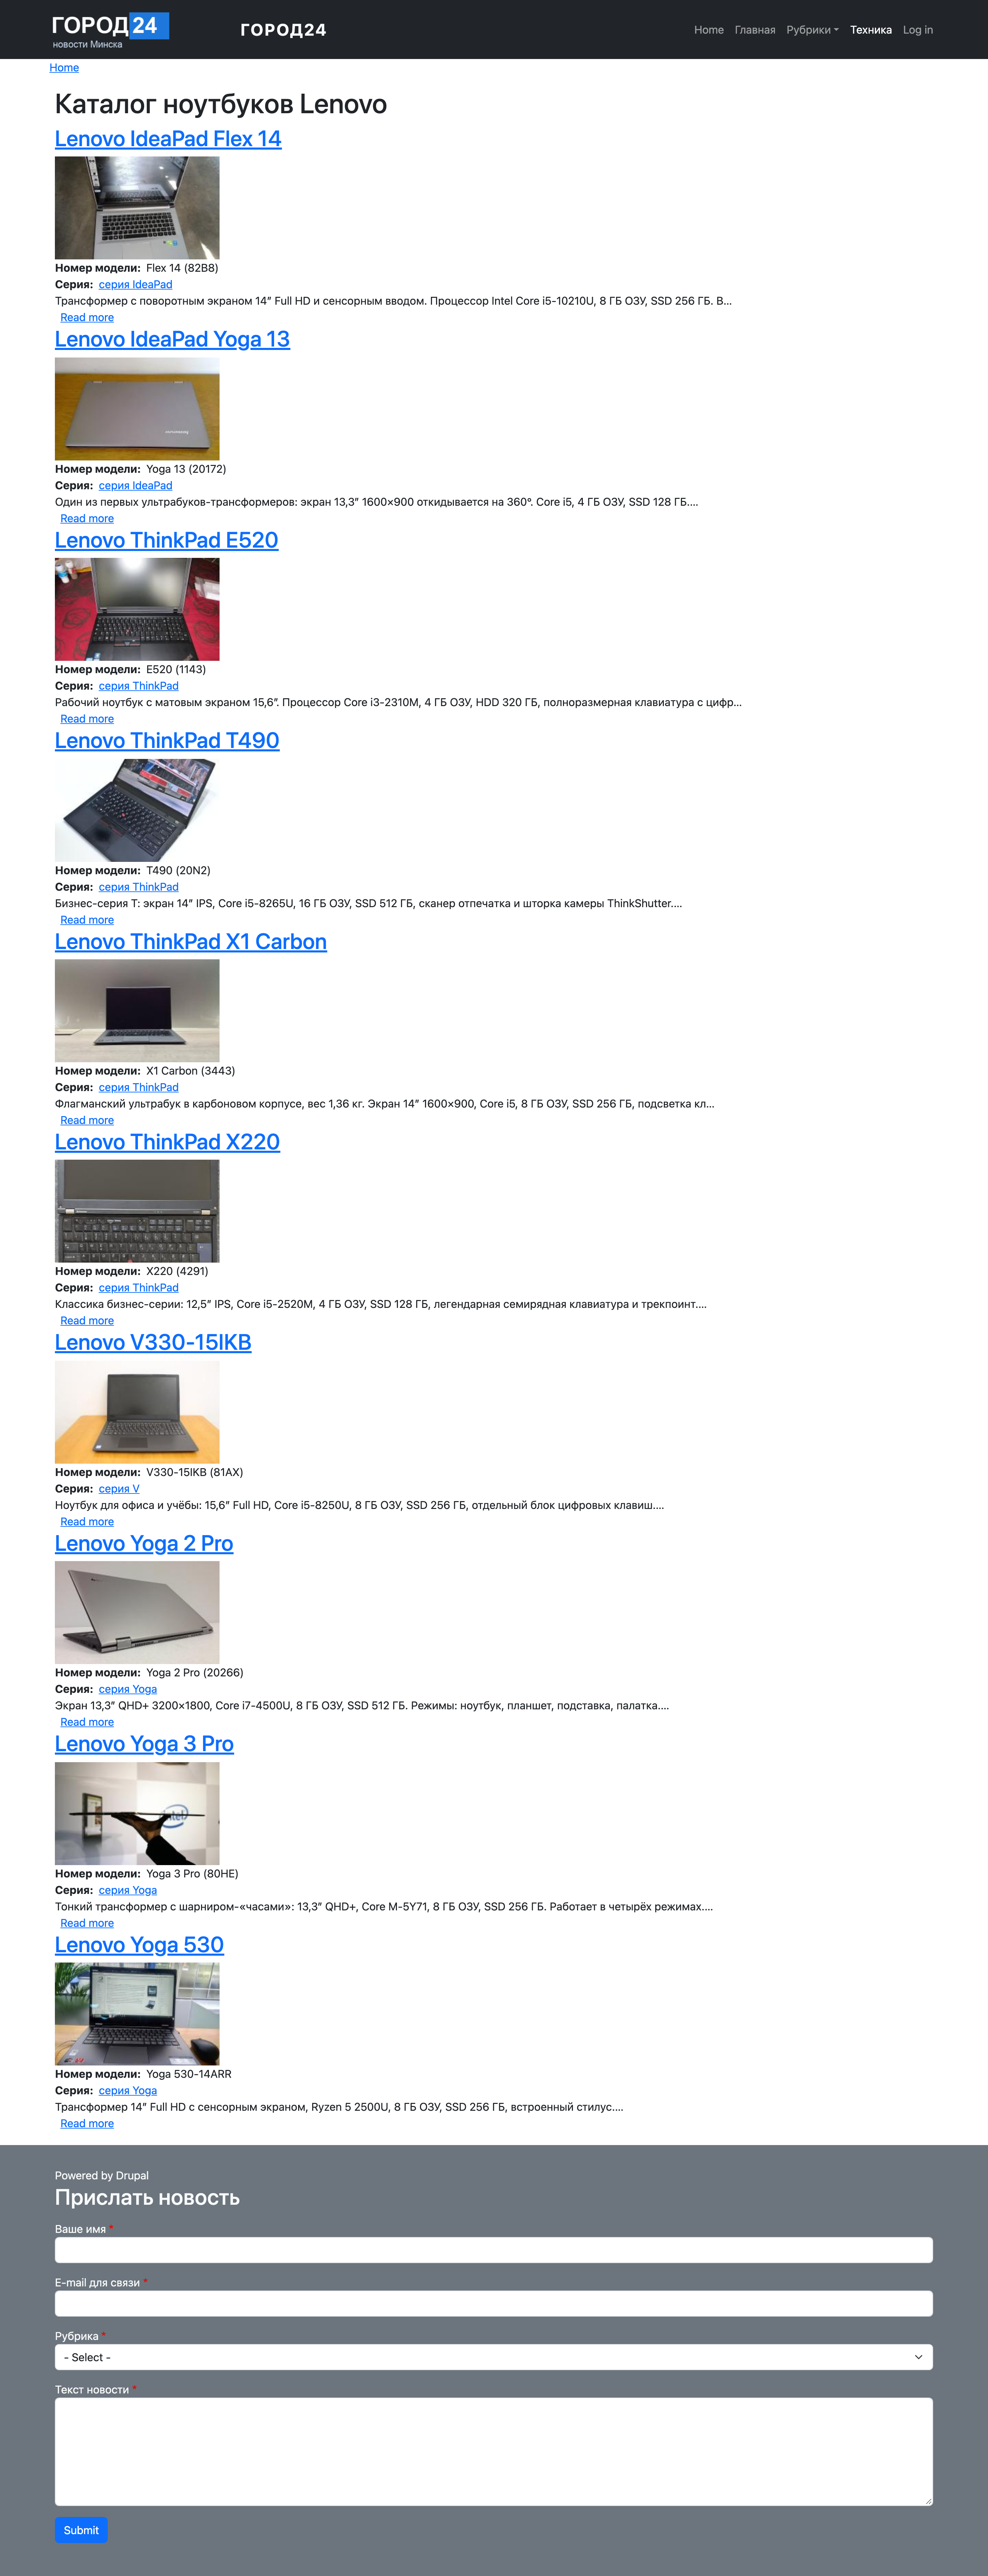 ГОРОД 24
новости Минска
ГОРОД24
Home Главная Рубрики Техника Log in
Home
Каталог ноутбуков Lenovo
Lenovo IdeaPad Flex 14
Номер модели: Flex 14 (82B8)
Серия: серия IdeaPad
Трансформер с поворотным экраном 14″ Full HD и сенсорным вводом. Процессор Intel Core i5-10210U, 8 ГБ ОЗУ, SSD 256 ГБ. В...
Read more
Lenovo IdeaPad Yoga 13
Номер модели: Yoga 13 (20172)
Серия: серия IdeaPad
Один из первых ультрабуков-трансформеров: экран 13,3″ 1600×900 откидывается на 360°. Core i5, 4 ГБ ОЗУ, SSD 128 ГБ....
Read more
Lenovo ThinkPad E520
Номер модели: E520 (1143)
Серия: серия ThinkPad
Рабочий ноутбук с матовым экраном 15,6″. Процессор Core i3-2310M, 4 ГБ ОЗУ, HDD 320 ГБ, полноразмерная клавиатура с цифр...
Read more
Lenovo ThinkPad T490
Номер модели: T490 (20N2)
Серия: серия ThinkPad
Бизнес-серия T: экран 14″ IPS, Core i5-8265U, 16 ГБ ОЗУ, SSD 512 ГБ, сканер отпечатка и шторка камеры ThinkShutter....
Read more
Lenovo ThinkPad X1 Carbon
Номер модели: X1 Carbon (3443)
Серия: серия ThinkPad
Флагманский ультрабук в карбоновом корпусе, вес 1,36 кг. Экран 14″ 1600×900, Core i5, 8 ГБ ОЗУ, SSD 256 ГБ, подсветка кл...
Read more
Lenovo ThinkPad X220
Номер модели: X220 (4291)
Серия: серия ThinkPad
Классика бизнес-серии: 12,5″ IPS, Core i5-2520M, 4 ГБ ОЗУ, SSD 128 ГБ, легендарная семирядная клавиатура и трекпоинт....
Read more
Lenovo V330-15IKB
Номер модели: V330-15IKB (81AX)
Серия: серия V
Ноутбук для офиса и учёбы: 15,6″ Full HD, Core i5-8250U, 8 ГБ ОЗУ, SSD 256 ГБ, отдельный блок цифровых клавиш....
Read more
Lenovo Yoga 2 Pro
Номер модели: Yoga 2 Pro (20266)
Серия: серия Yoga
Экран 13,3″ QHD+ 3200×1800, Core i7-4500U, 8 ГБ ОЗУ, SSD 512 ГБ. Режимы: ноутбук, планшет, подставка, палатка....
Read more
Lenovo Yoga 3 Pro
intel
Номер модели: Yoga 3 Pro (80HE)
Серия: серия Yoga
Тонкий трансформер с шарниром-«часами»: 13,3″ QHD+, Core M-5Y71, 8 ГБ ОЗУ, SSD 256 ГБ. Работает в четырёх режимах....
Read more
Lenovo Yoga 530
Номер модели: Yoga 530-14ARR
Серия: серия Yoga
Трансформер 14″ Full HD с сенсорным экраном, Ryzen 5 2500U, 8 ГБ ОЗУ, SSD 256 ГБ, встроенный стилус....
Read more
Powered by Drupal
Прислать новость
Ваше имя *
E-mail для связи *
Рубрика *
- Select -
Текст новости *
Submit